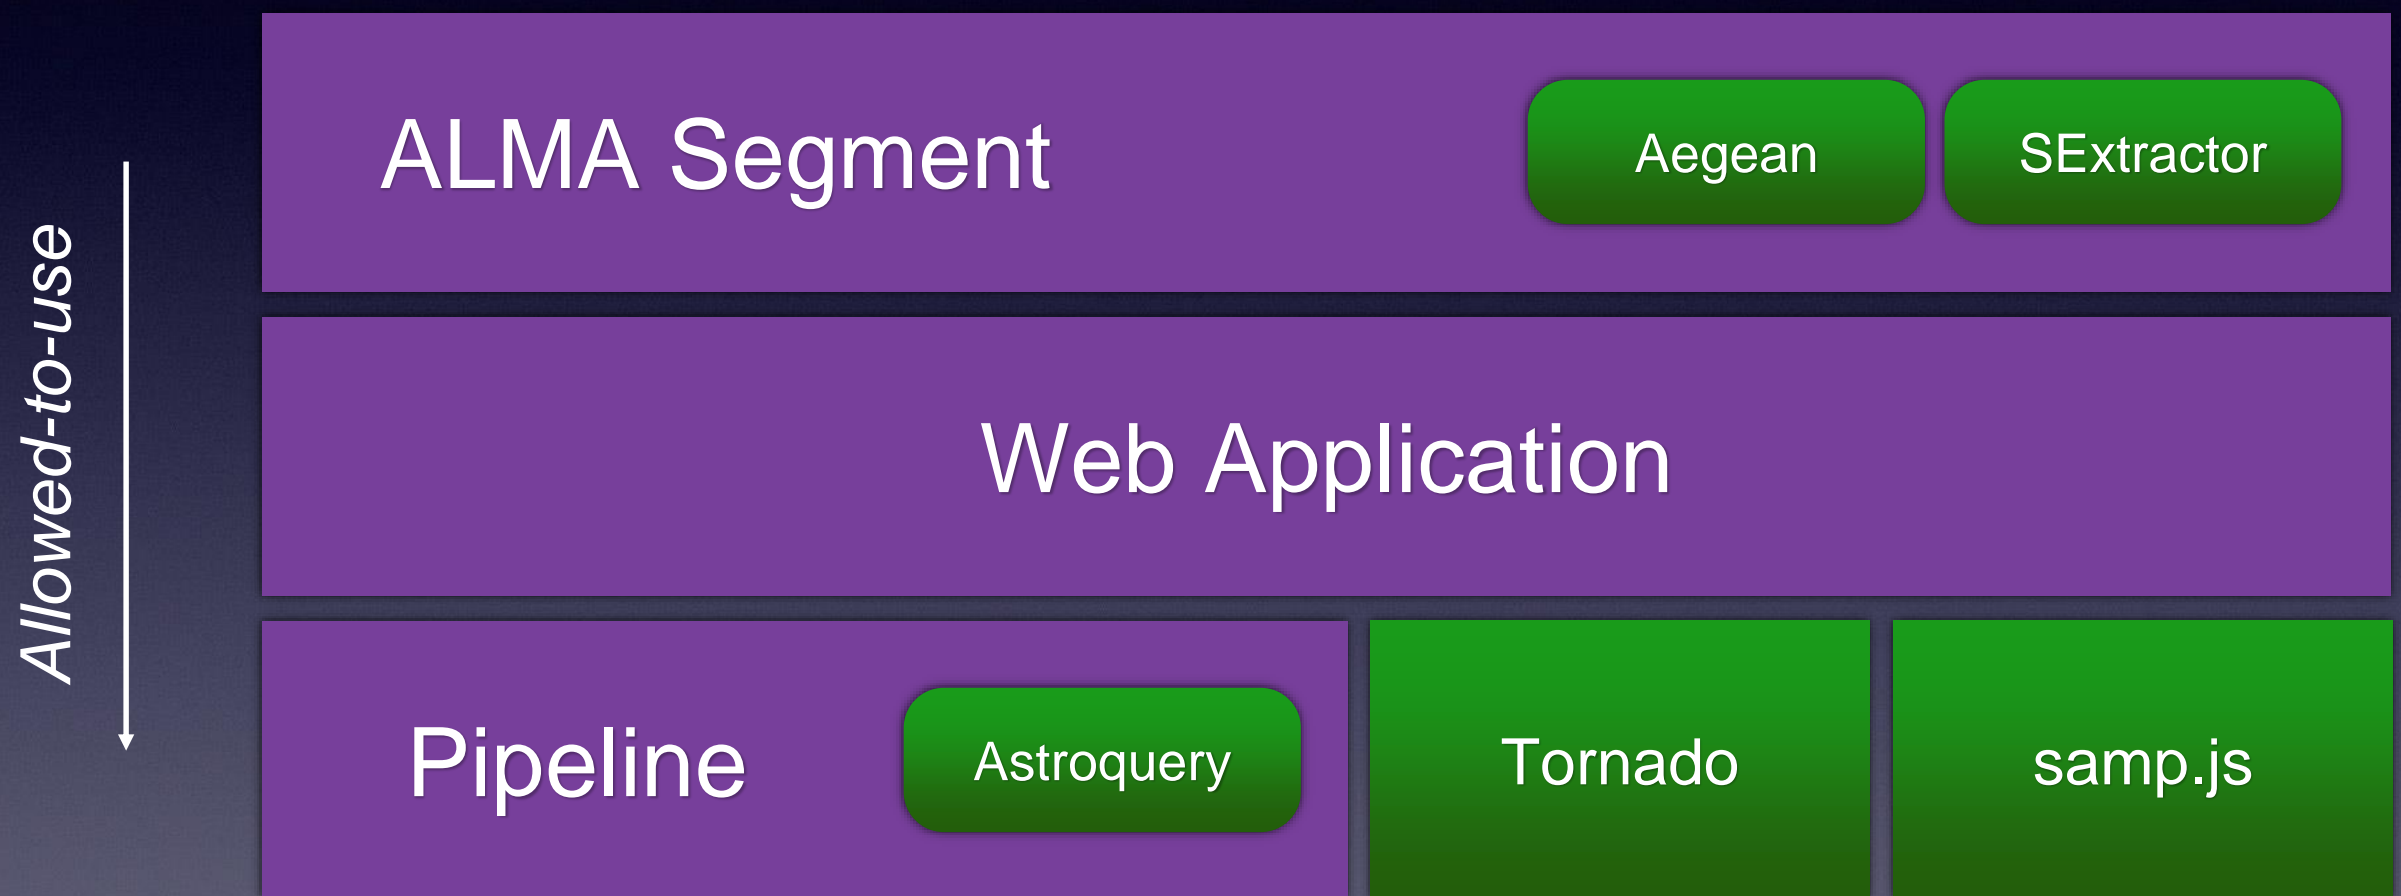 Allowed-to-use
ALMA Segment
Aegean
SExtractor
Web Application
Pipeline
Astroquery
Tornado
samp.js